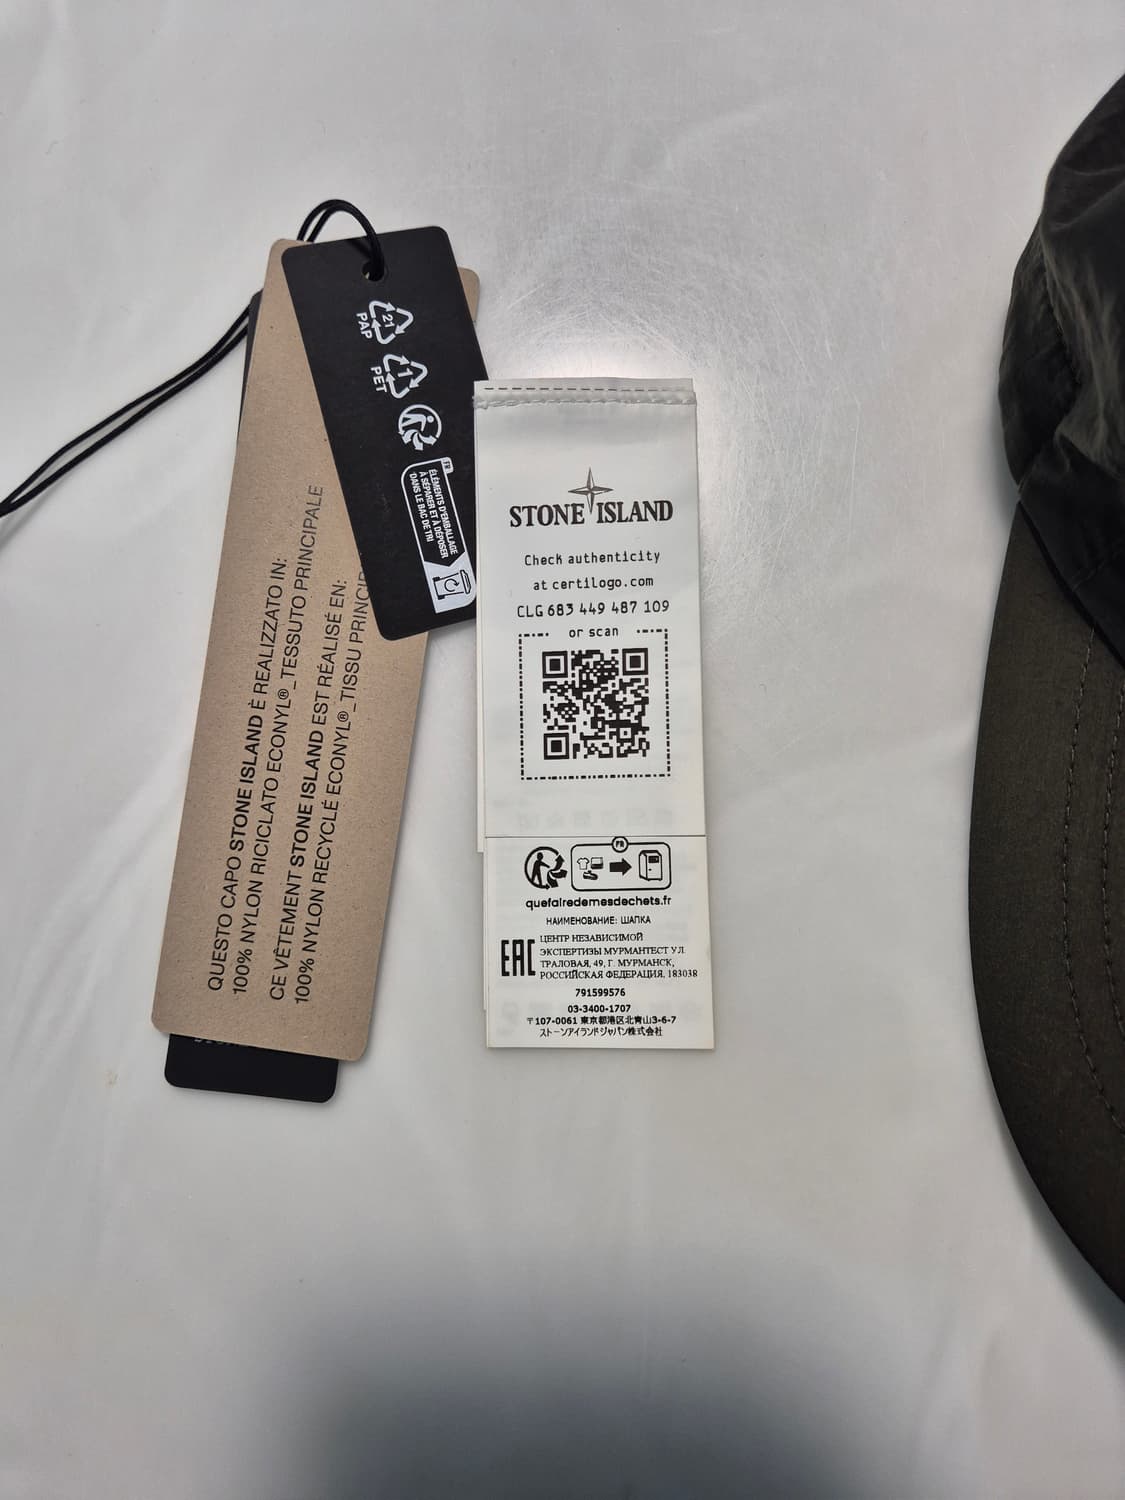 21
PAP
1
PET
FR
ÉLÉMENTS D'EMBALLAGE
À SÉPARER ET À DÉPOSER
DANS LE BAC DE TRI
QUESTO CAPO STONE ISLAND È REALIZZATO IN:
100% NYLON RICICLATO ECONYL®_TESSUTO PRINCIPALE
CE VÊTEMENT STONE ISLAND EST RÉALISÉ EN:
100% NYLON RECYCLÉ ECONYL®_TISSU PRINCIP
STONE ISLAND
Check authenticity
at certilogo.com
CLG 683 449 487 109
or scan
FR
quefairedemesdechets.fr
НАИМЕНОВАНИЕ: ШАПКА
EAC
ЦЕНТР НЕЗАВИСИМОЙ
ЭКСПЕРТИЗЫ МУРМАНТЕСТ УЛ.
ТРАЛОВАЯ, 49, Г. МУРМАНСК,
РОССИЙСКАЯ ФЕДЕРАЦИЯ, 183038
791599576
03-3400-1707
〒107-0061 東京都港区北青山3-6-7
ストーンアイランドジャパン株式会社